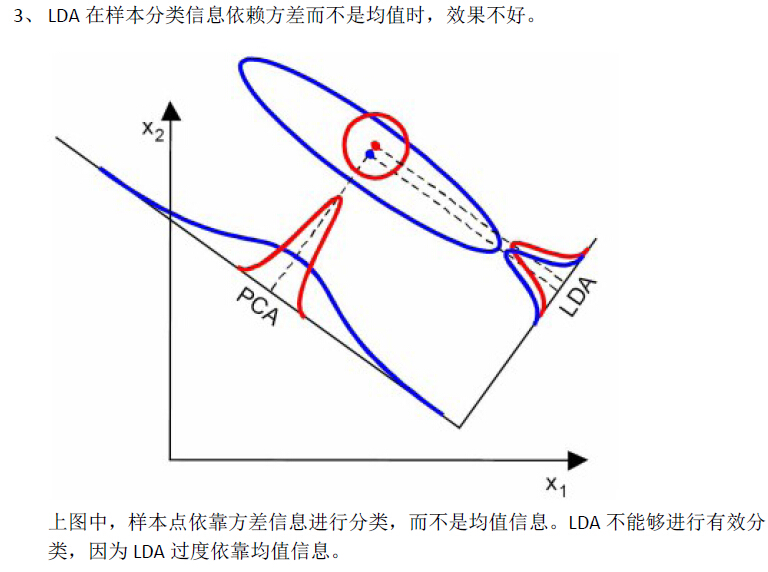 3、 LDA 在样本分类信息依赖方差而不是均值时，效果不好。
x2
PCA
LDA
x1
上图中，样本点依靠方差信息进行分类，而不是均值信息。LDA 不能够进行有效分
类，因为 LDA 过度依靠均值信息。